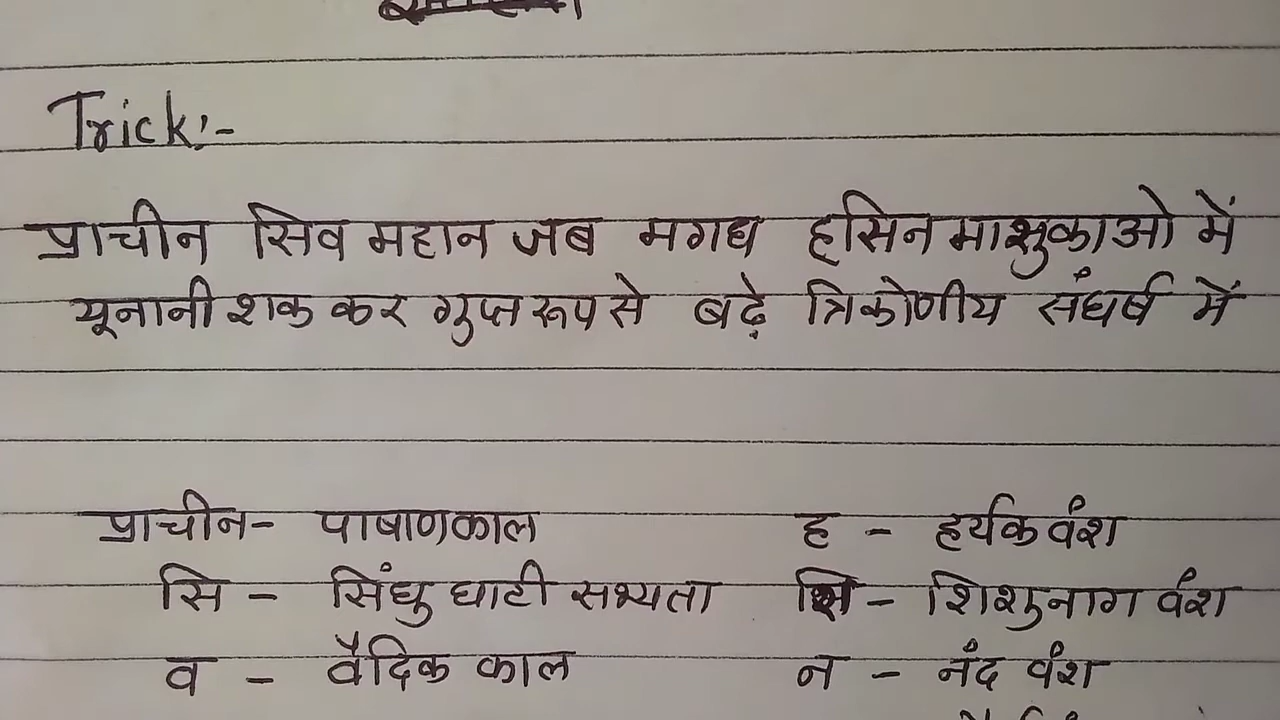 Trick:-
प्राचीन सिव महान जब मगध हसिन माशुकाओ में
यूनानी शक कर गुप्त रूप से बढ़े त्रिकोणीय संघर्ष में
प्राचीन- पाषाणकाल ह - हर्यक वंश
सि - सिंधु घाटी सभ्यता सि - शिशुनाग वंश
व - वैदिक काल न - नंद वंश